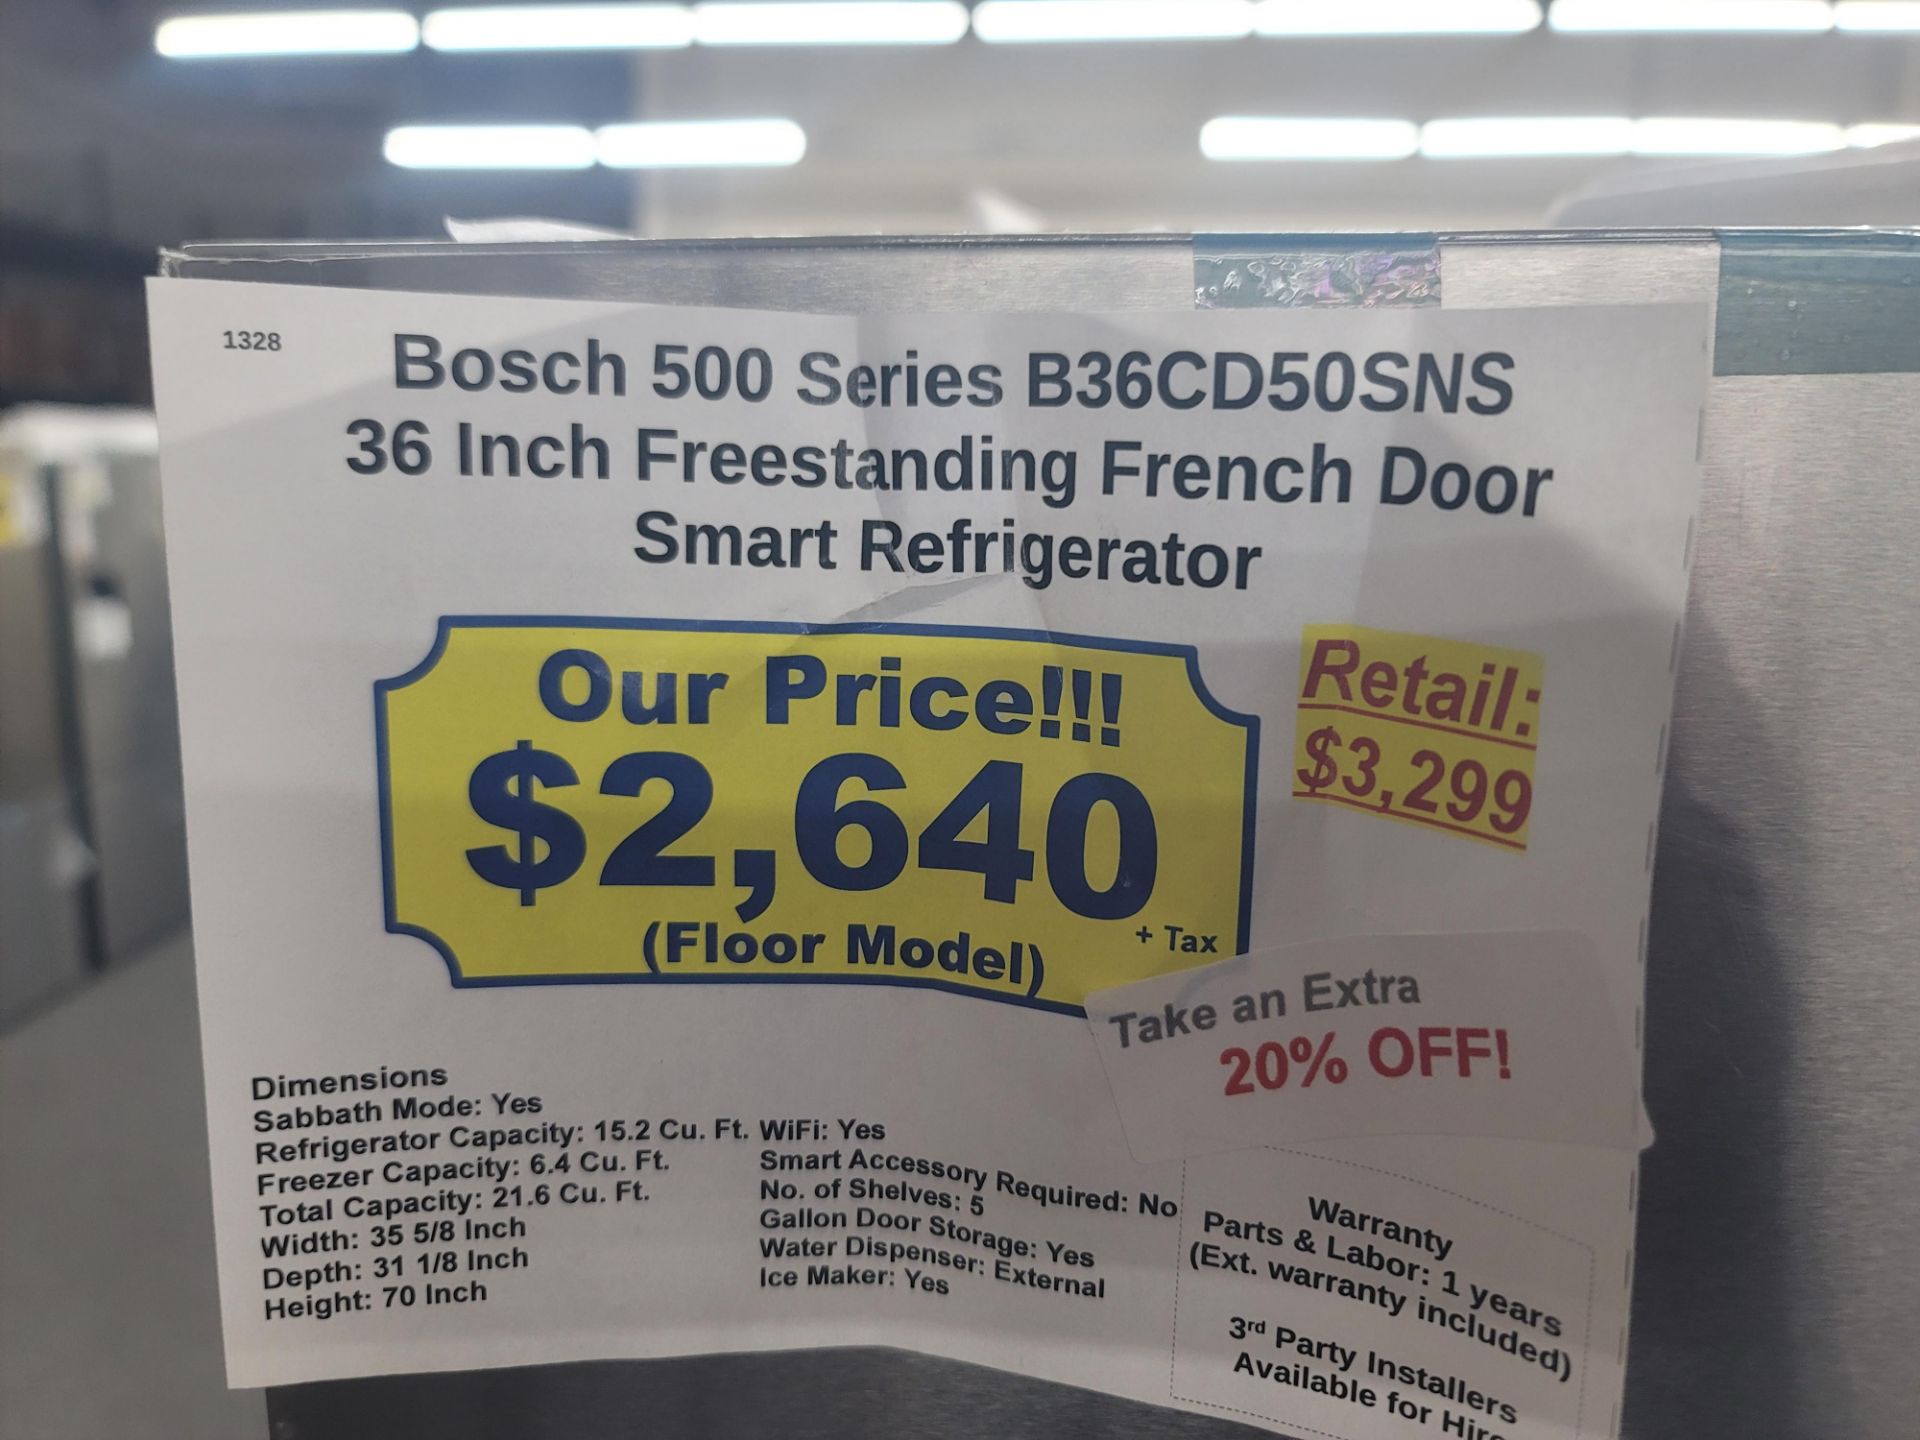 1328
Bosch 500 Series B36CD50SNS
36 Inch Freestanding French Door
Smart Refrigerator
Our Price!!!
$2,640
(Floor Model)
+ Tax
Retail:
$3,299
Take an Extra
20% OFF!
Dimensions
Sabbath Mode: Yes
Refrigerator Capacity: 15.2 Cu. Ft.
Freezer Capacity: 6.4 Cu. Ft.
Total Capacity: 21.6 Cu. Ft.
Width: 35 5/8 Inch
Depth: 31 1/8 Inch
Height: 70 Inch
WiFi: Yes
Smart Accessory Required: No
No. of Shelves: 5
Gallon Door Storage: Yes
Water Dispenser: External
Ice Maker: Yes
Warranty
Parts & Labor: 1 years
(Ext. warranty included)
3rd Party Installers
Available for